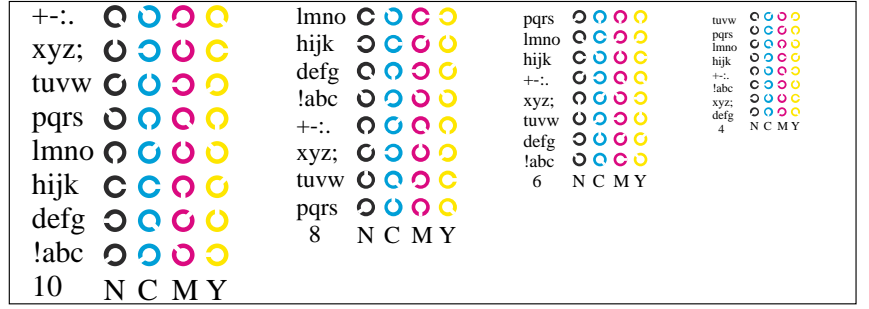 +-:.
xyz;
tuvw
pqrs
lmno
hijk
defg
!abc
10 N C M Y
lmno
hijk
defg
!abc
+-:.
xyz;
tuvw
pqrs
8 N C M Y
pqrs
lmno
hijk
+-:.
xyz;
tuvw
defg
!abc
6 N C M Y
tuvw
pqrs
lmno
hijk
+-:.
!abc
xyz;
defg
4 N C M Y